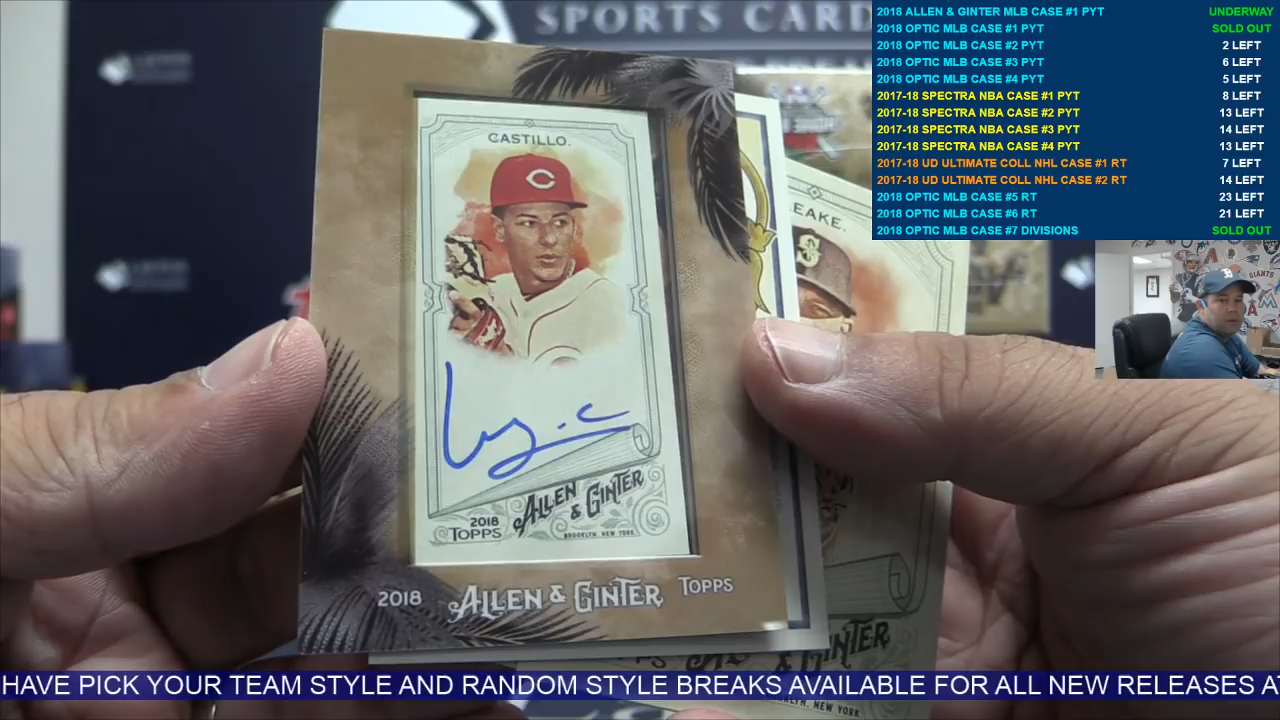 SPORTS CARD
2018 ALLEN & GINTER MLB CASE #1 PYT UNDERWAY
2018 OPTIC MLB CASE #1 PYT SOLD OUT
2018 OPTIC MLB CASE #2 PYT 2 LEFT
2018 OPTIC MLB CASE #3 PYT 6 LEFT
2018 OPTIC MLB CASE #4 PYT 5 LEFT
2017-18 SPECTRA NBA CASE #1 PYT 8 LEFT
2017-18 SPECTRA NBA CASE #2 PYT 13 LEFT
2017-18 SPECTRA NBA CASE #3 PYT 14 LEFT
2017-18 SPECTRA NBA CASE #4 PYT 13 LEFT
2017-18 UD ULTIMATE COLL NHL CASE #1 RT 7 LEFT
2017-18 UD ULTIMATE COLL NHL CASE #2 RT 14 LEFT
2018 OPTIC MLB CASE #5 RT 23 LEFT
2018 OPTIC MLB CASE #6 RT 21 LEFT
2018 OPTIC MLB CASE #7 DIVISIONS SOLD OUT
CASTILLO.
C
EAKE.
S
GIANTS
ALLEN
& GINTER
2018
TOPPS
BROOKLYN, NEW YORK
2018 ALLEN & GINTER TOPPS
GINTER
HAVE PICK YOUR TEAM STYLE AND RANDOM STYLE BREAKS AVAILABLE FOR ALL NEW RELEASES AT